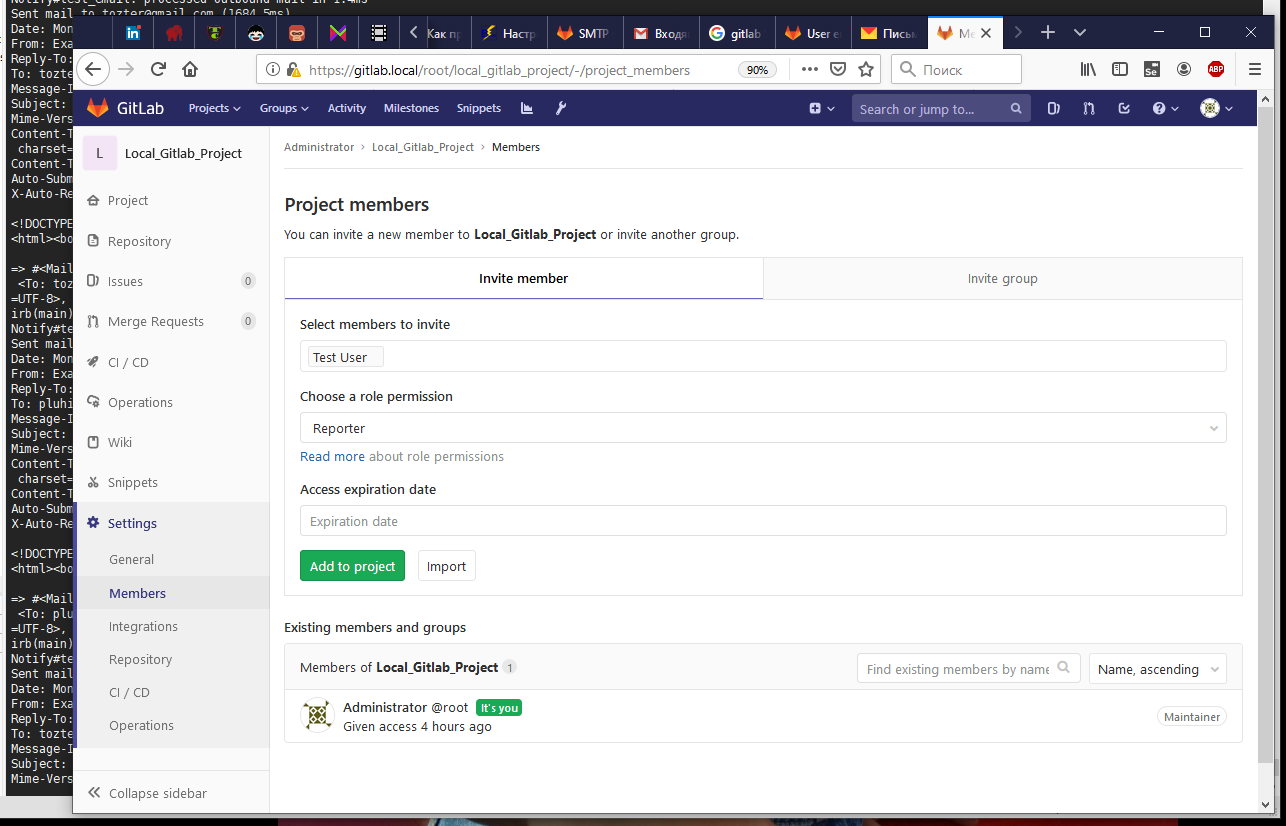 Notify#test_email: processed outbound mail in 1.4ms
Sent mail to tozter@gmail.com (1684.5ms)
Date: Mon
From: Exa
Reply-To:
To: tozte
Message-I
Subject:
Mime-Vers
Content-T
charset=
Content-T
Auto-Subm
X-Auto-Re
<!DOCTYPE
<html><bo
=> #<Mail
<To: toz
=UTF-8>,
irb(main)
Notify#te
Sent mail
Date: Mon
From: Exa
Reply-To:
To: pluhi
Message-I
Subject:
Mime-Vers
Content-T
charset=
Content-T
Auto-Subm
X-Auto-Re
<!DOCTYPE
<html><bo
=> #<Mail
<To: plu
=UTF-8>,
irb(main)
Notify#te
Sent mail
Date: Mon
From: Exa
Reply-To:
To: tozte
Message-I
Subject:
Mime-Vers
in Как п Настр SMTP Входя gitlab User e Письм Me
https://gitlab.local/root/local_gitlab_project/-/project_members 90% Поиск Se ABP
GitLab Projects Groups Activity Milestones Snippets Search or jump to...
L Local_Gitlab_Project
Project
Repository
Issues 0
Merge Requests 0
CI / CD
Operations
Wiki
Snippets
Settings
General
Members
Integrations
Repository
CI / CD
Operations
Collapse sidebar
Administrator › Local_Gitlab_Project › Members
Project members
You can invite a new member to Local_Gitlab_Project or invite another group.
Invite member Invite group
Select members to invite
Test User
Choose a role permission
Reporter
Read more about role permissions
Access expiration date
Expiration date
Add to project Import
Existing members and groups
Members of Local_Gitlab_Project 1 Find existing members by name Name, ascending
Administrator @root It's you
Given access 4 hours ago
Maintainer